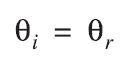 θᵢ = θᵣ